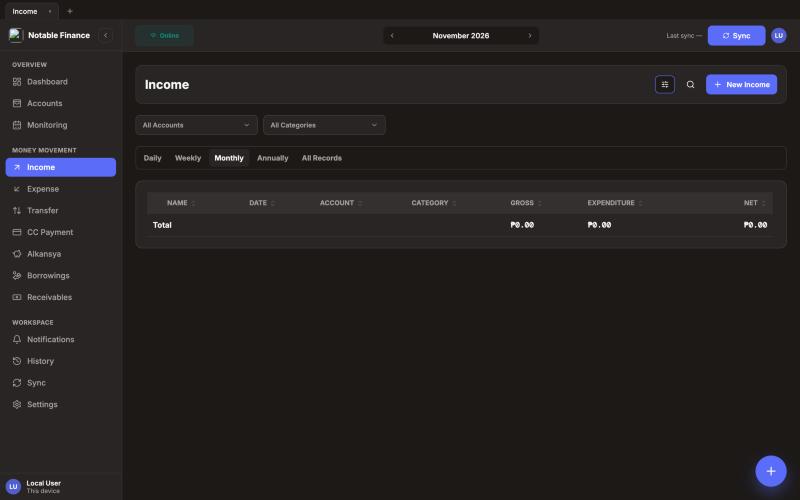 Income
Notable Finance
Online
November 2026
Last sync —
Sync
LU
OVERVIEW
Dashboard
Accounts
Monitoring
MONEY MOVEMENT
Income
Expense
Transfer
CC Payment
Alkansya
Borrowings
Receivables
WORKSPACE
Notifications
History
Sync
Settings
LU
Local User
This device
Income
New Income
All Accounts
All Categories
Daily Weekly Monthly Annually All Records
NAME DATE ACCOUNT CATEGORY GROSS EXPENDITURE NET
Total ₱0.00 ₱0.00 ₱0.00